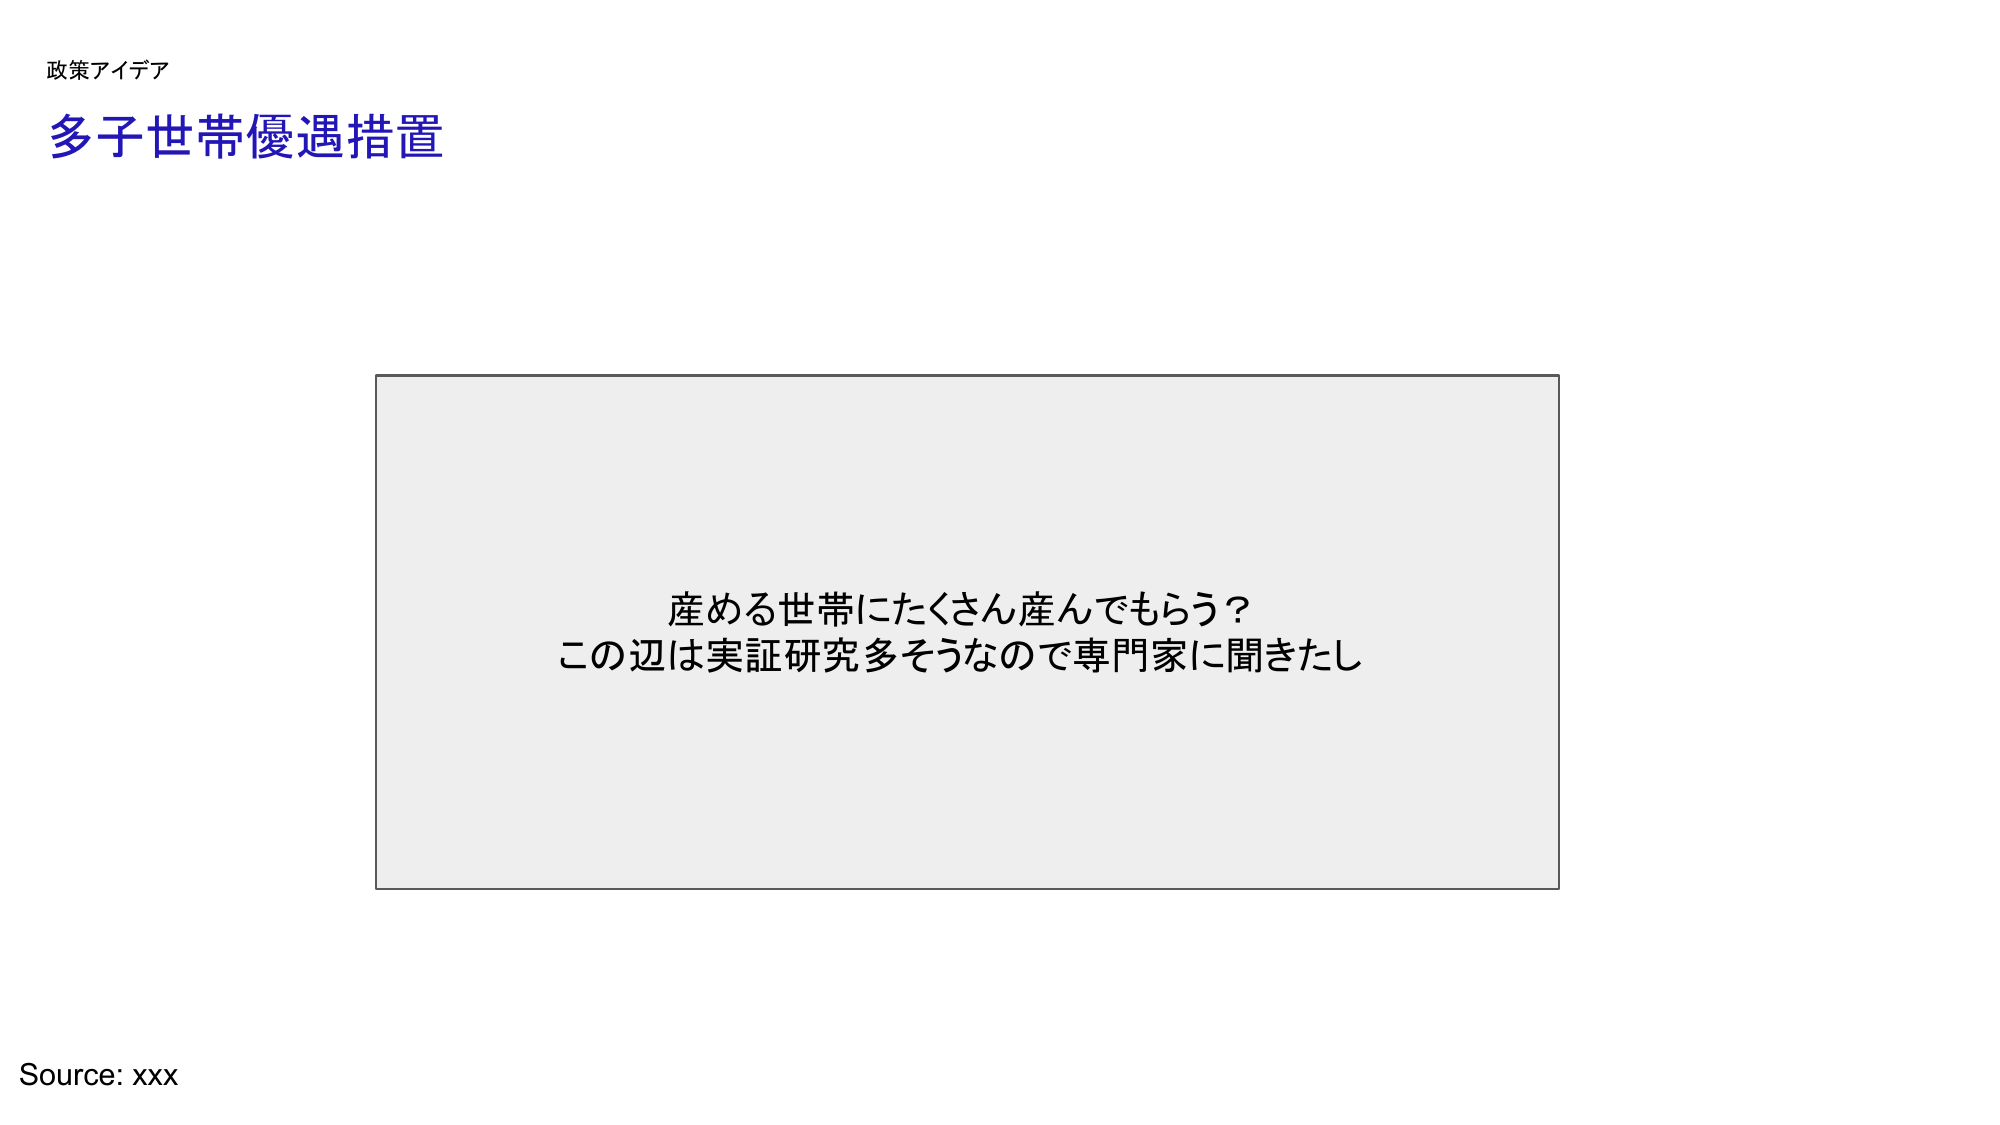 政策アイデア
多子世帯優遇措置
産める世帯にたくさん産んでもらう？
この辺は実証研究多そうなので専門家に聞きたし
Source: xxx